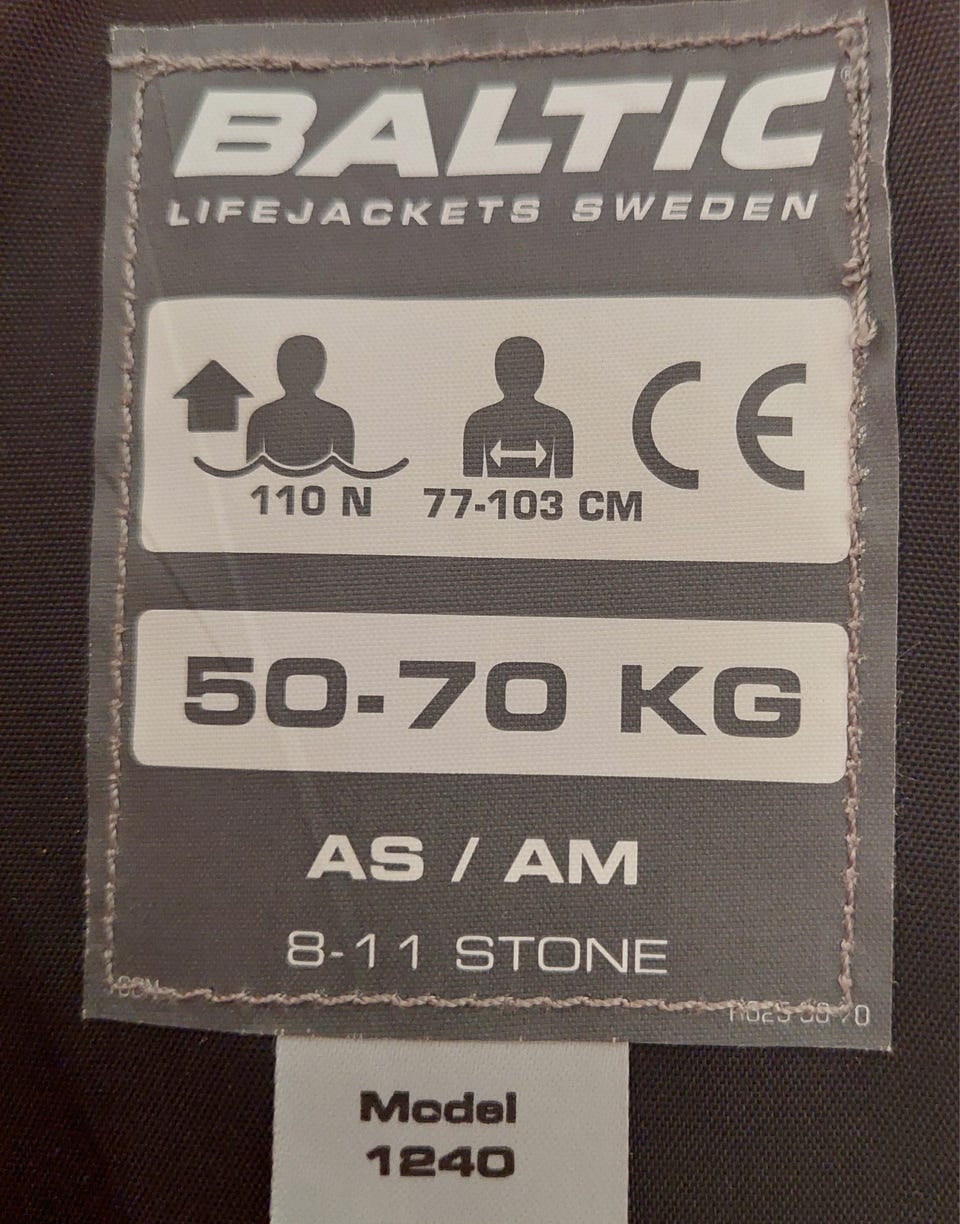 BALTIC
LIFEJACKETS SWEDEN
110 N 77-103 CM CE
50-70 KG
AS / AM
8-11 STONE
Model
1240